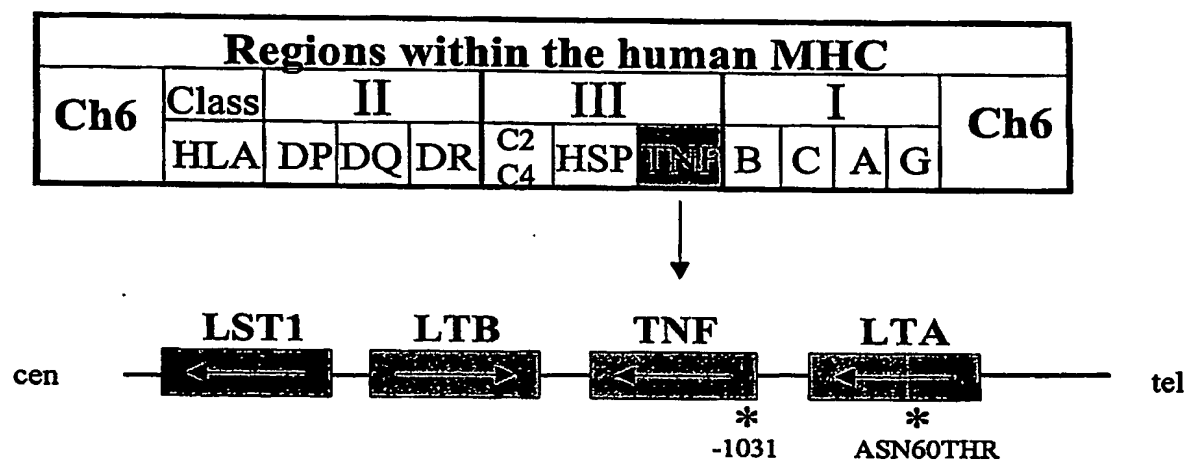 Regions within the human MHC
Ch6 Class II III I Ch6
HLA DP DQ DR C2 C4 HSP TNF B C A G
LST1 LTB TNF LTA
cen tel
* *
-1031 ASN60THR